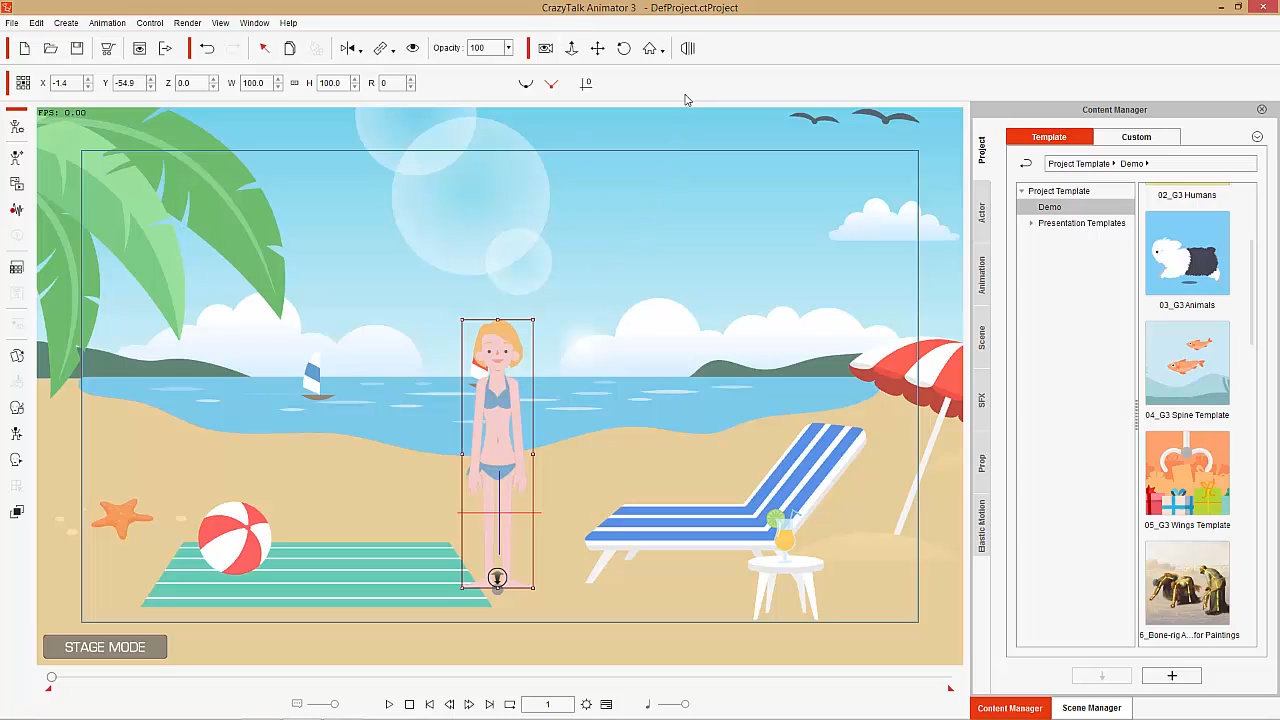 CrazyTalk Animator 3 - DefProject.ctProject
File Edit Create Animation Control Render View Window Help
Opacity : 100
X -1.4 Y -54.9 Z 0.0 W 100.0 H 100.0 R 0
FPS: 0.00
STAGE MODE
1
Content Manager
Template Custom
Project Template Demo
Project Template
Demo
Presentation Templates
Project
Actor
Animation
Scene
SFX
Prop
Elastic Motion
02_G3 Humans
03_G3 Animals
04_G3 Spine Template
05_G3 Wings Template
6_Bone-rig A...for Paintings
Content Manager Scene Manager